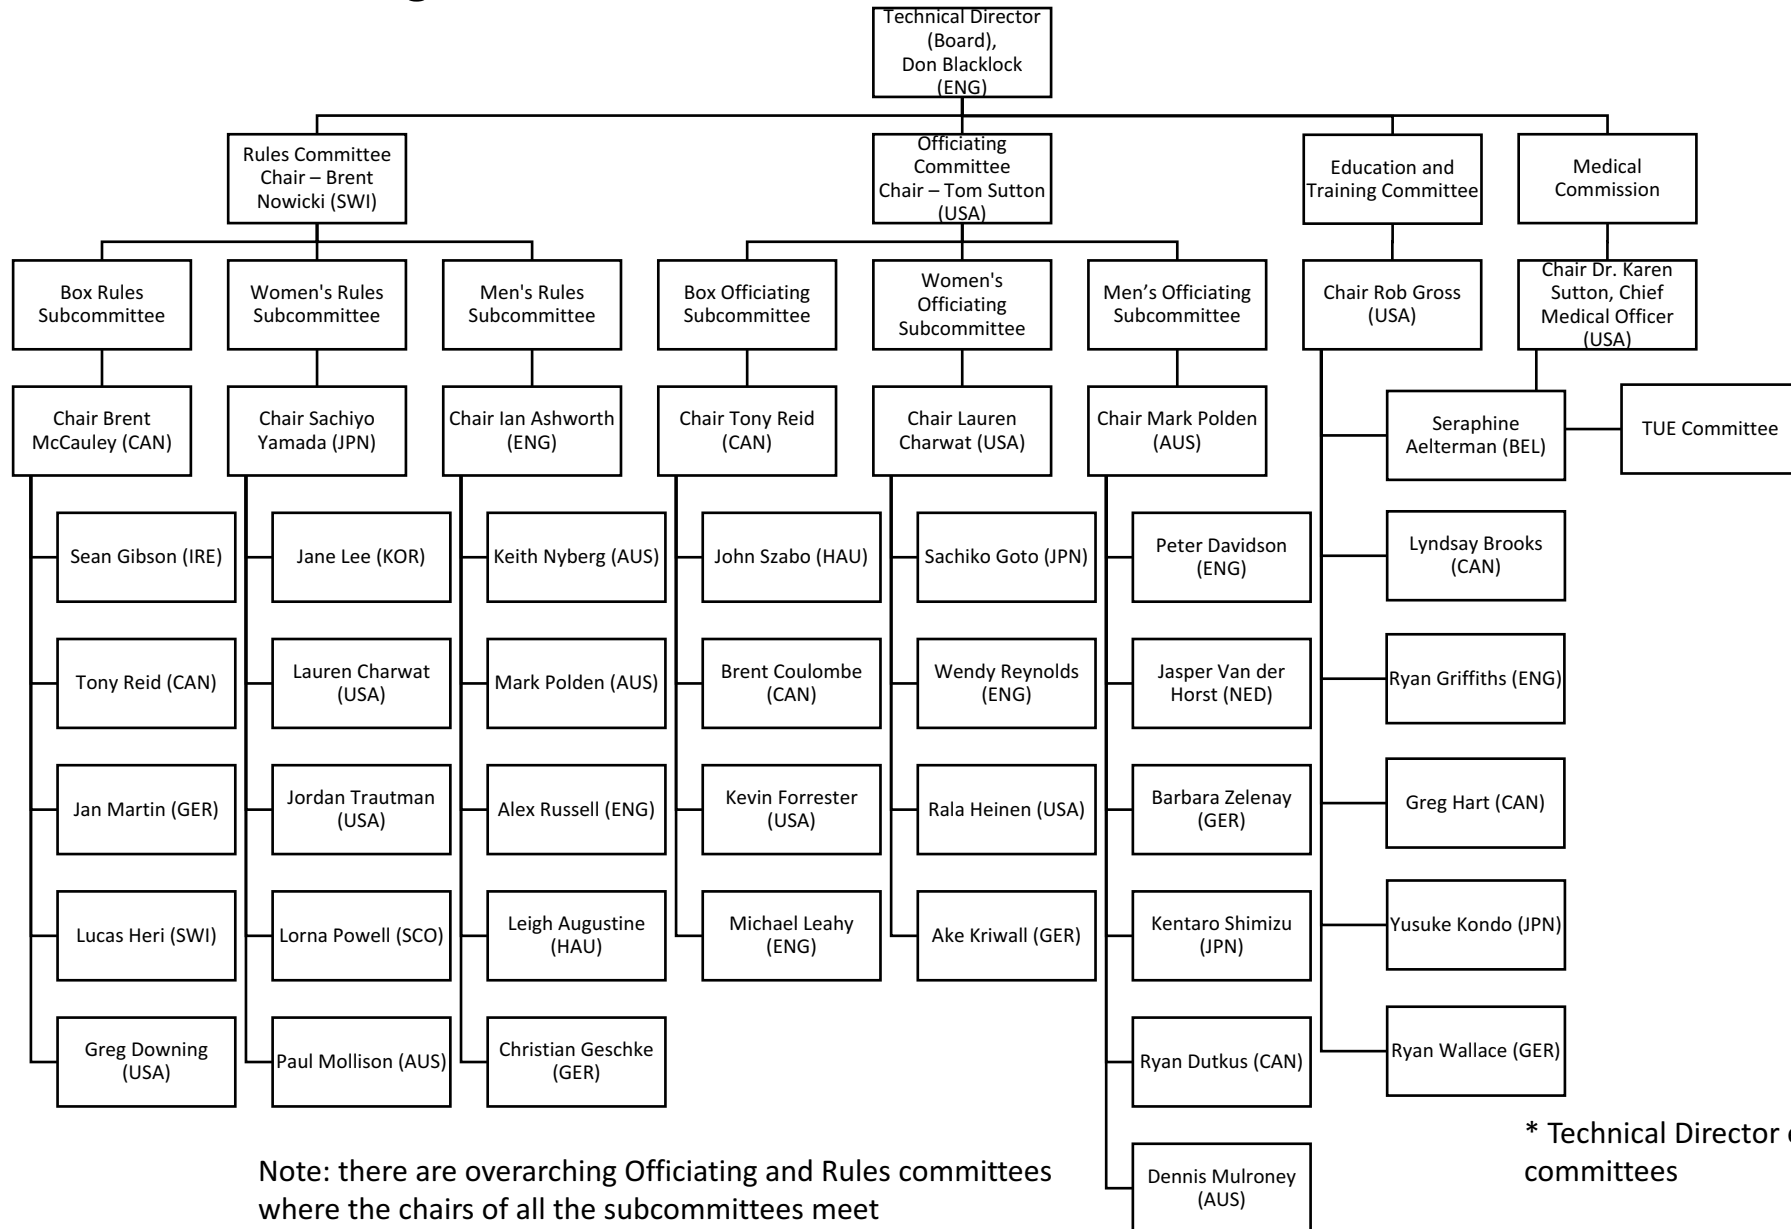 Technical Director
(Board),
Don Blacklock
(ENG)
Rules Committee
Chair – Brent
Nowicki (SWI)
Officiating
Committee
Chair – Tom Sutton
(USA)
Education and
Training Committee
Medical
Commission
Box Rules
Subcommittee
Women's Rules
Subcommittee
Men's Rules
Subcommittee
Box Officiating
Subcommittee
Women's
Officiating
Subcommittee
Men’s Officiating
Subcommittee
Chair Rob Gross
(USA)
Chair Dr. Karen
Sutton, Chief
Medical Officer
(USA)
Chair Brent
McCauley (CAN)
Chair Sachiyo
Yamada (JPN)
Chair Ian Ashworth
(ENG)
Chair Tony Reid
(CAN)
Chair Lauren
Charwat (USA)
Chair Mark Polden
(AUS)
Seraphine
Aelterman (BEL)
TUE Committee
Sean Gibson (IRE)
Jane Lee (KOR)
Keith Nyberg (AUS)
John Szabo (HAU)
Sachiko Goto (JPN)
Peter Davidson
(ENG)
Lyndsay Brooks
(CAN)
Tony Reid (CAN)
Lauren Charwat
(USA)
Mark Polden (AUS)
Brent Coulombe
(CAN)
Wendy Reynolds
(ENG)
Jasper Van der
Horst (NED)
Ryan Griffiths (ENG)
Jan Martin (GER)
Jordan Trautman
(USA)
Alex Russell (ENG)
Kevin Forrester
(USA)
Rala Heinen (USA)
Barbara Zelenay
(GER)
Greg Hart (CAN)
Lucas Heri (SWI)
Lorna Powell (SCO)
Leigh Augustine
(HAU)
Michael Leahy
(ENG)
Ake Kriwall (GER)
Kentaro Shimizu
(JPN)
Yusuke Kondo (JPN)
Greg Downing
(USA)
Paul Mollison (AUS)
Christian Geschke
(GER)
Ryan Dutkus (CAN)
Ryan Wallace (GER)
Dennis Mulroney
(AUS)
* Technical Director
committees
Note: there are overarching Officiating and Rules committees
where the chairs of all the subcommittees meet